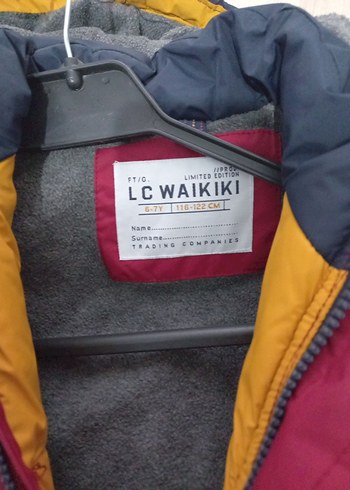 FT/G.
LIMITED EDITION
LC WAIKIKI
6-7Y 116-122 CM
Name
Surname
TRADING COMPANIES